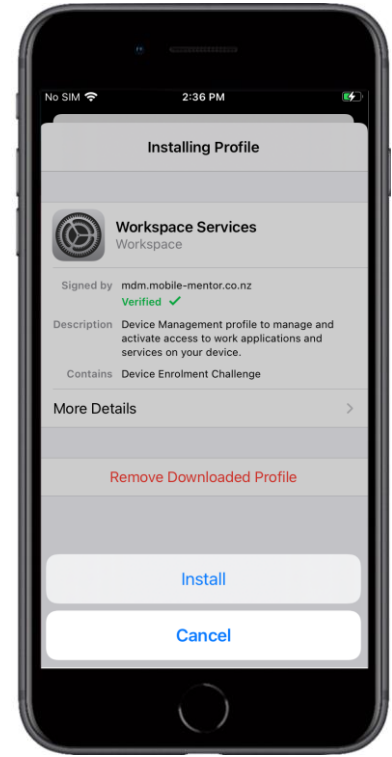 No SIM 2:36 PM
Installing Profile
Workspace Services
Workspace
Signed by mdm.mobile-mentor.co.nz
Verified
Description Device Management profile to manage and
activate access to work applications and
services on your device.
Contains Device Enrolment Challenge
More Details
Remove Downloaded Profile
Install
Cancel